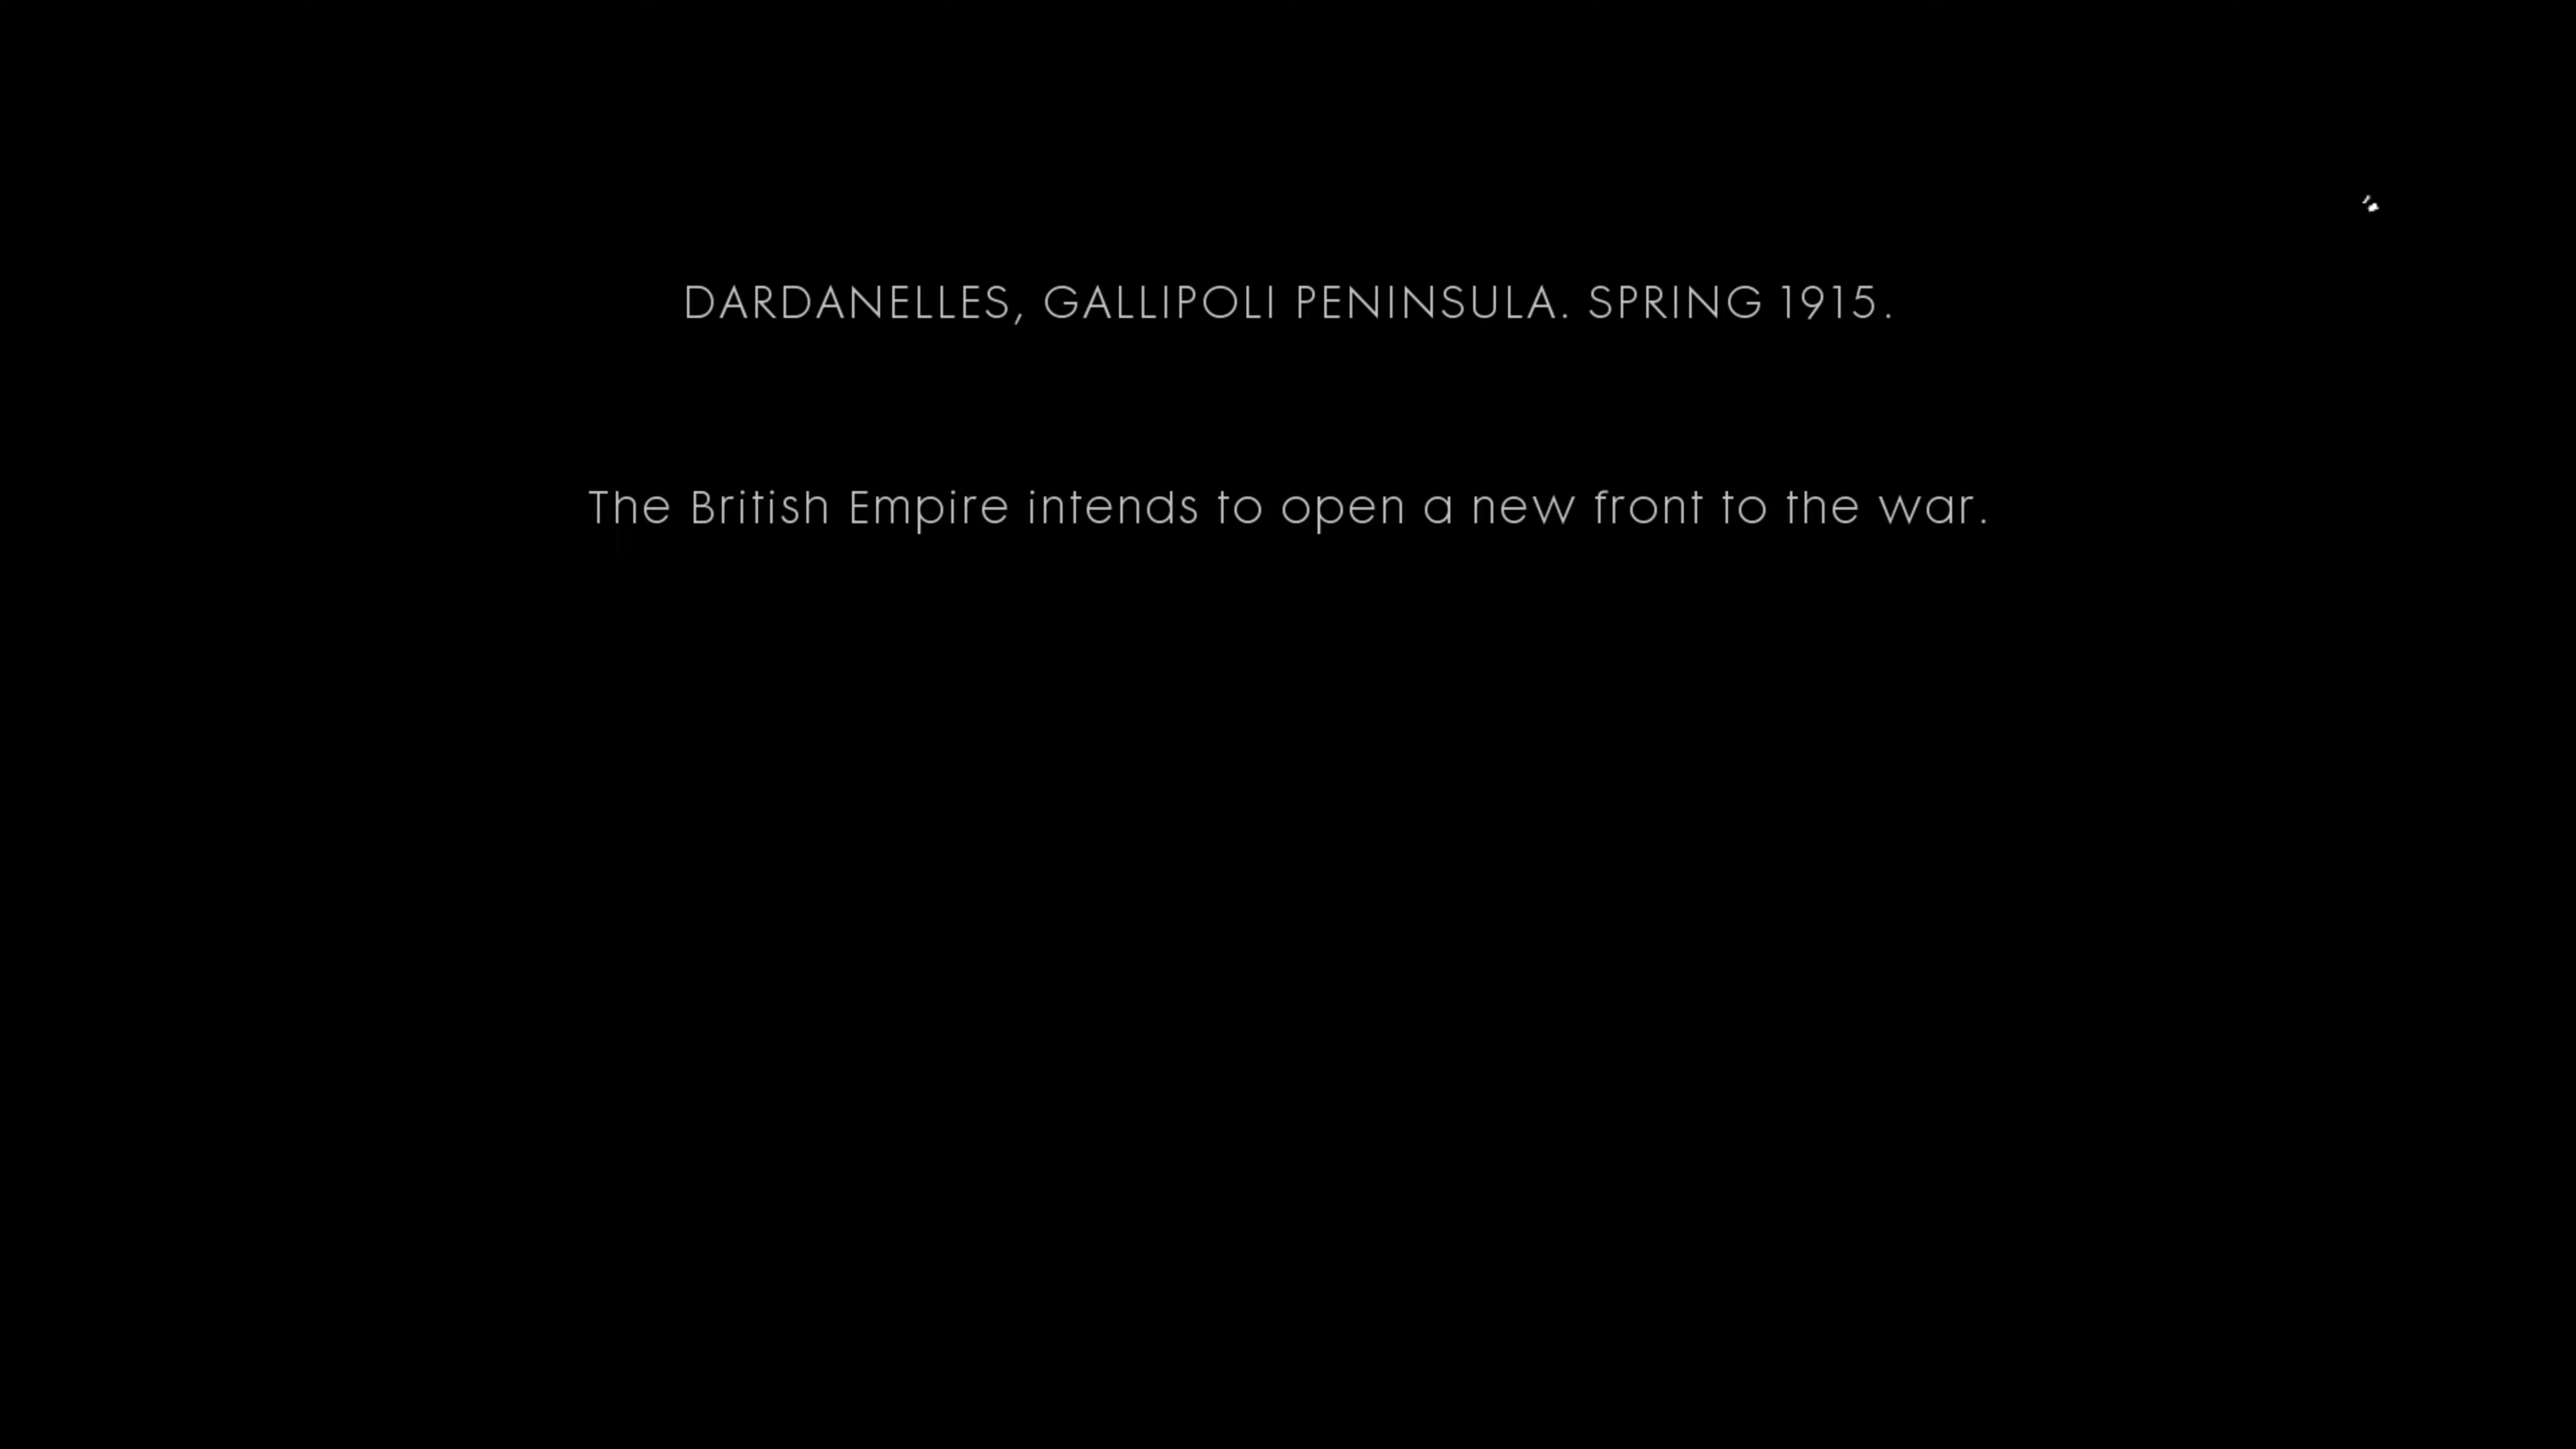 DARDANELLES, GALLIPOLI PENINSULA. SPRING 1915.
The British Empire intends to open a new front to the war.